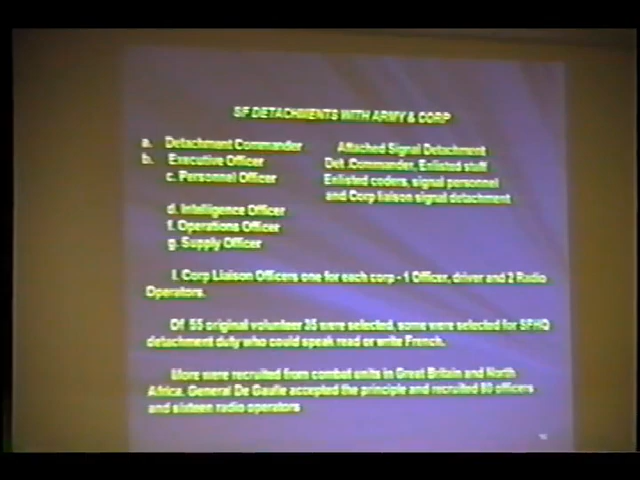 SF DETACHMENTS WITH ARMY & CORP
a. Detachment Commander
b. Executive Officer
c. Personnel Officer
Attached Signal Detachment
Det .Commander, Enlisted staff
Enlisted coders, signal personnel
and Corp liaison signal detachment
d. Intelligence Officer
f. Operations Officer
g. Supply Officer
I. Corp Liaison Officers one for each corp - 1 Officer, driver and 2 Radio
Operators.
Of 55 original volunteer 35 were selected, some were selected for SFHQ
detachment duty who could speak read or write French.
More were recruited from combat units in Great Britain and North
Africa. General De Gaulle accepted the principle and recruited 80 officers
and sixteen radio operators